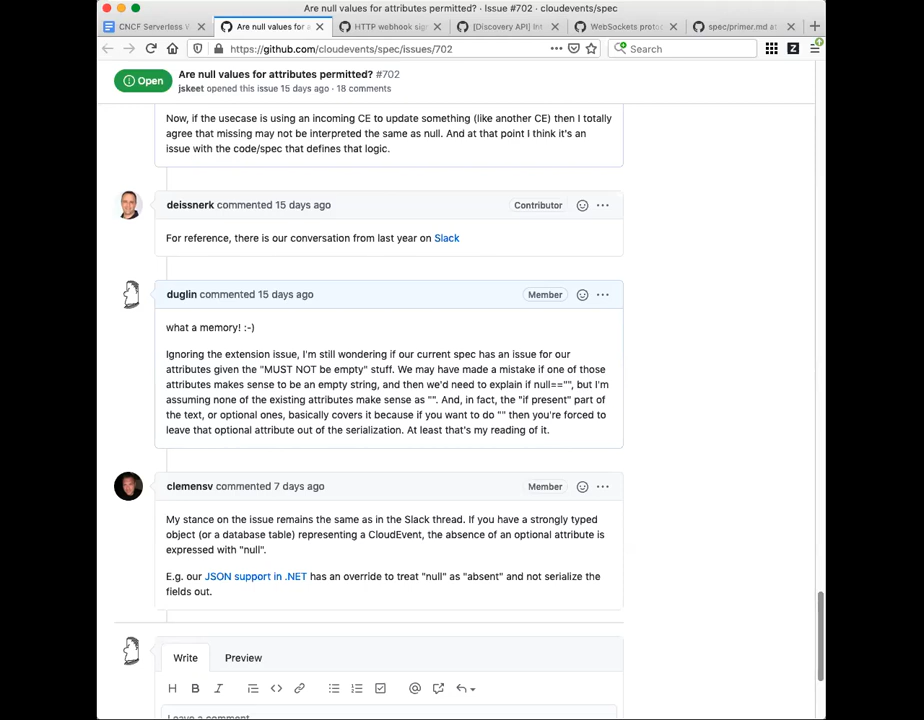 Are null values for attributes permitted? · Issue #702 · cloudevents/spec
CNCF Serverless W
Are null values for a
HTTP webhook sig
[Discovery API] Int
WebSockets proto
spec/primer.md at
https://github.com/cloudevents/spec/issues/702
Search
Open
Are null values for attributes permitted? #702
jskeet opened this issue 15 days ago · 18 comments
Now, if the usecase is using an incoming CE to update something (like another CE) then I totally
agree that missing may not be interpreted the same as null. And at that point I think it's an
issue with the code/spec that defines that logic.
deissnerk commented 15 days ago
Contributor
For reference, there is our conversation from last year on Slack
duglin commented 15 days ago
Member
what a memory! :-)
Ignoring the extension issue, I'm still wondering if our current spec has an issue for our
attributes given the "MUST NOT be empty" stuff. We may have made a mistake if one of those
attributes makes sense to be an empty string, and then we'd need to explain if null=="", but I'm
assuming none of the existing attributes make sense as "". And, in fact, the "if present" part of
the text, or optional ones, basically covers it because if you want to do "" then you're forced to
leave that optional attribute out of the serialization. At least that's my reading of it.
clemensv commented 7 days ago
Member
My stance on the issue remains the same as in the Slack thread. If you have a strongly typed
object (or a database table) representing a CloudEvent, the absence of an optional attribute is
expressed with "null".
E.g. our JSON support in .NET has an override to treat "null" as "absent" and not serialize the
fields out.
Write
Preview
Leave a comment